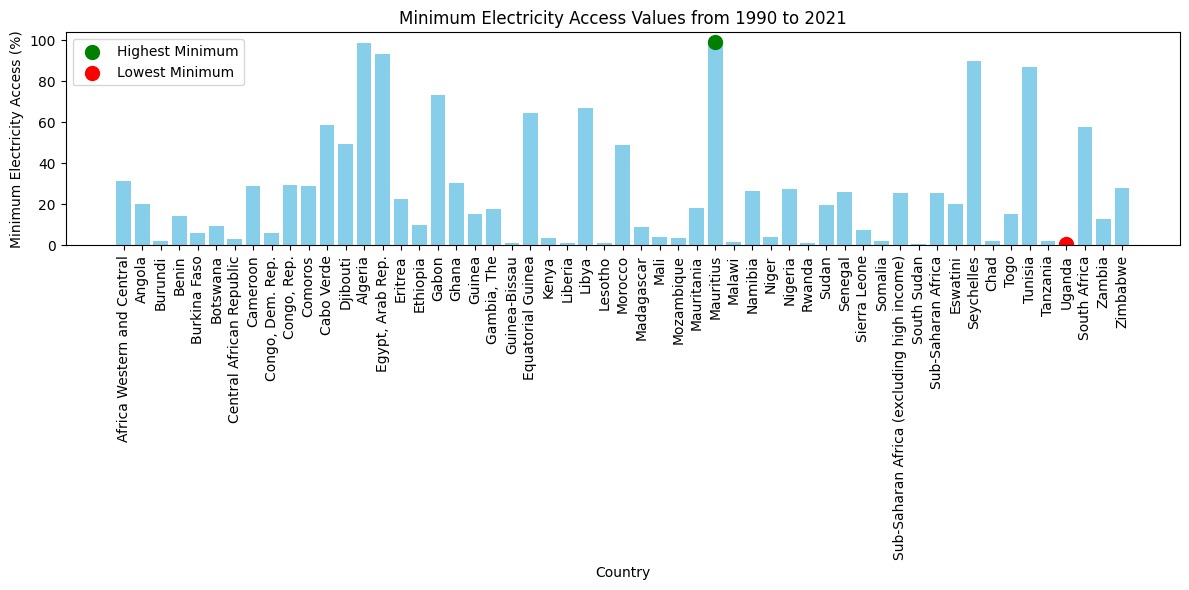 Minimum Electricity Access Values from 1990 to 2021
Minimum Electricity Access (%)
100
80
60
40
20
0
Highest Minimum
Lowest Minimum
Africa Western and Central
Angola
Burundi
Benin
Burkina Faso
Botswana
Central African Republic
Cameroon
Congo, Dem. Rep.
Congo, Rep.
Comoros
Cabo Verde
Djibouti
Algeria
Egypt, Arab Rep.
Eritrea
Ethiopia
Gabon
Ghana
Guinea
Gambia, The
Guinea-Bissau
Equatorial Guinea
Kenya
Liberia
Libya
Lesotho
Morocco
Madagascar
Mali
Mozambique
Mauritania
Mauritius
Malawi
Namibia
Niger
Nigeria
Rwanda
Sudan
Senegal
Sierra Leone
Somalia
Sub-Saharan Africa (excluding high income)
South Sudan
Sub-Saharan Africa
Eswatini
Seychelles
Chad
Togo
Tunisia
Tanzania
Uganda
South Africa
Zambia
Zimbabwe
Country